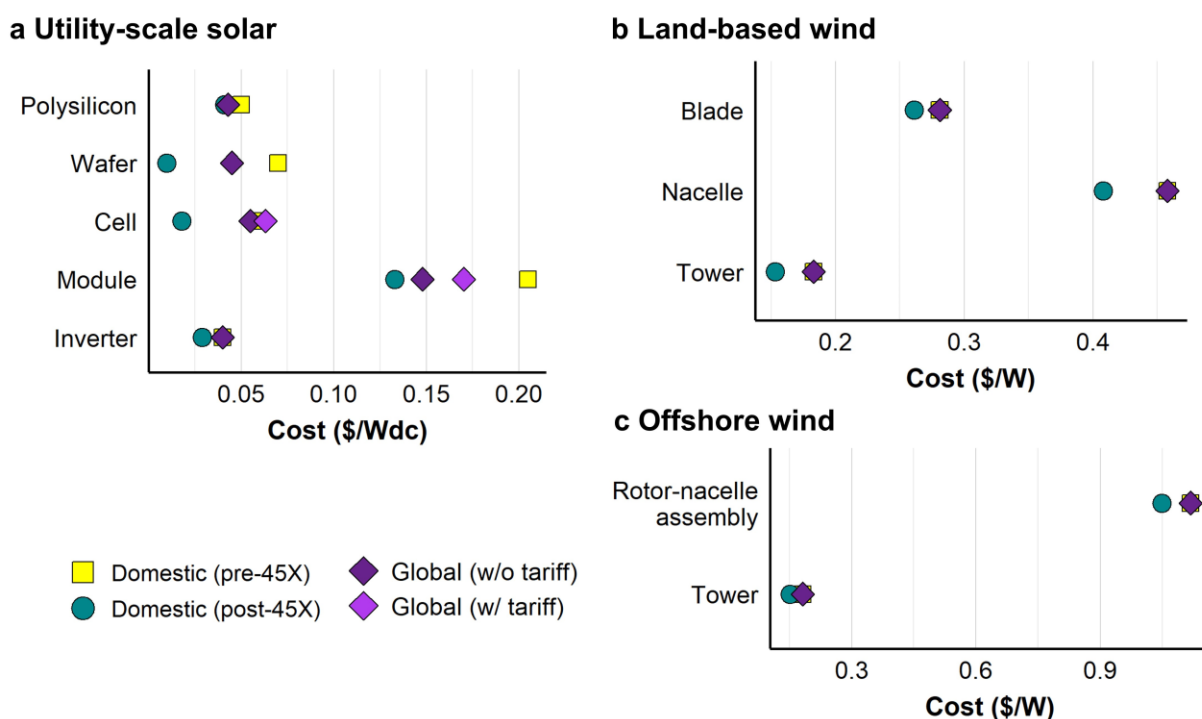 a Utility-scale solar
Polysilicon
Wafer
Cell
Module
Inverter
0.05 0.10 0.15 0.20
Cost ($/Wdc)
b Land-based wind
Blade
Nacelle
Tower
0.2 0.3 0.4
Cost ($/W)
c Offshore wind
Rotor-nacelle
assembly
Tower
0.3 0.6 0.9
Cost ($/W)
Domestic (pre-45X)
Domestic (post-45X)
Global (w/o tariff)
Global (w/ tariff)